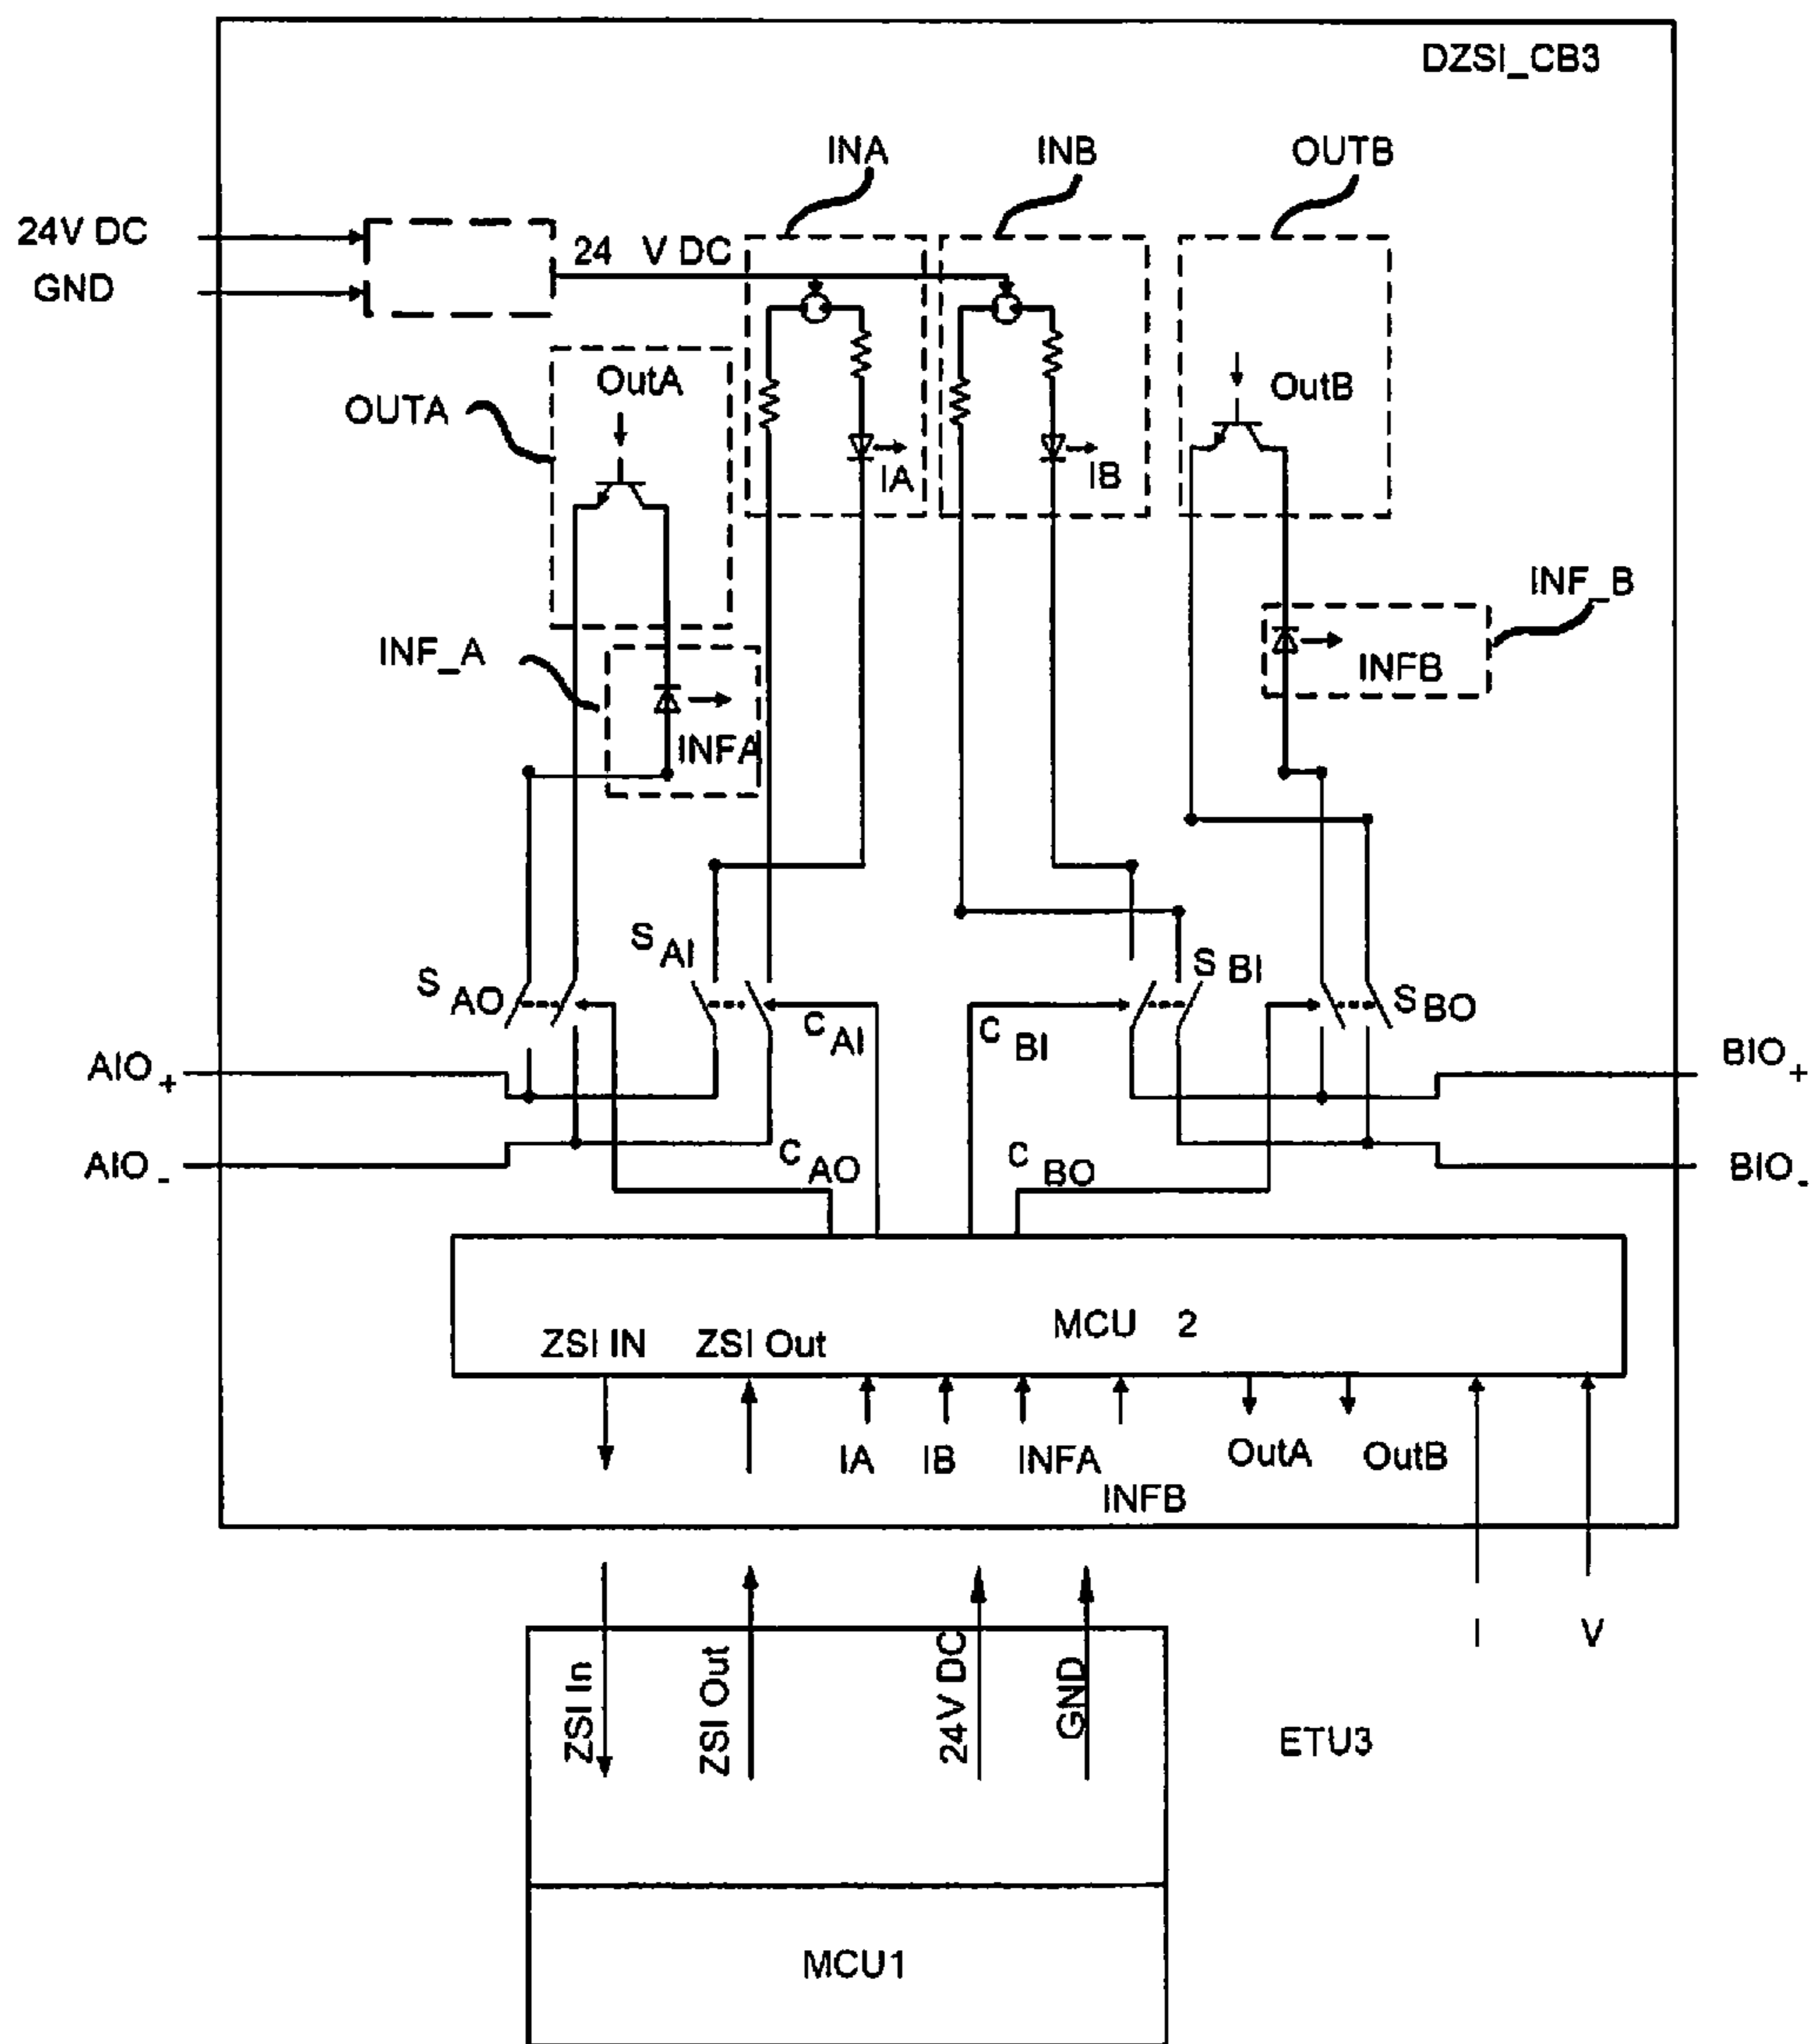 DZSI_CB3
INA
INB
OUTB
24V DC
GND
24 V DC
OutA
OutB
OUTA
IA
IB
INF_B
INF_A
INFB
INFA
S AI
S BI
S AO
S BO
C AI
C BI
AIO+
BIO+
C AO
C BO
AIO-
BIO-
MCU 2
ZSI IN
ZSI Out
IA
IB
INFA
OutA
OutB
INFB
I
V
ZSI In
ZSI Out
24V DC
GND
ETU3
MCU1